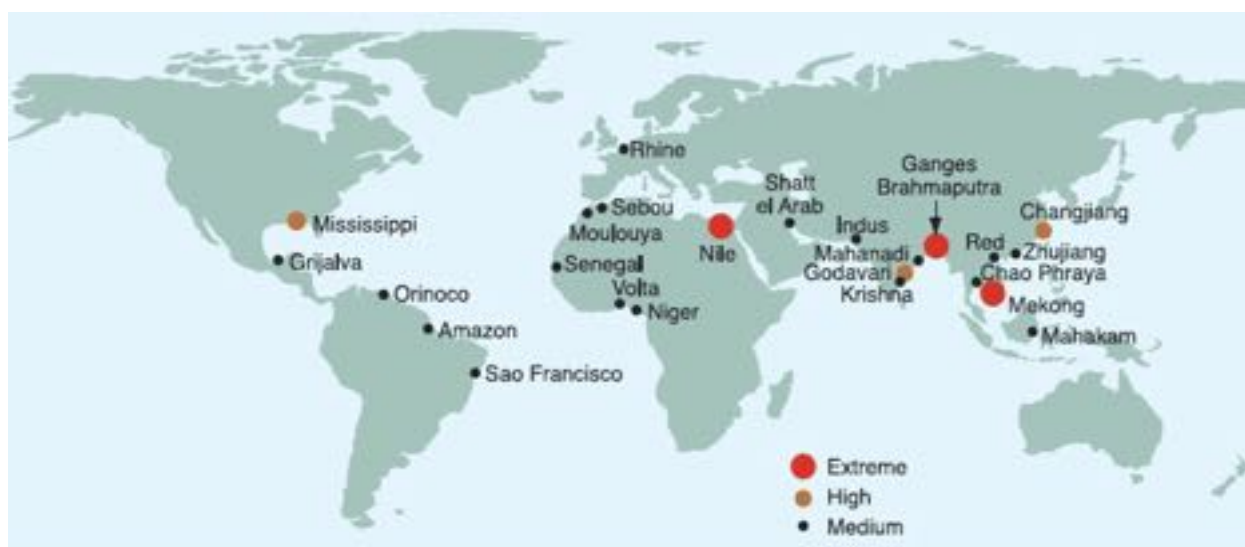 Rhine
Ganges
Brahmaputra
Shatt
el Arab
Sebou
Moulouya
Mississippi
Nile
Indus
Changjiang
Red
Zhujiang
Mahanadi
Grijalva
Senegal
Godavari
Chao Phraya
Krishna
Volta
Orinoco
Niger
Mekong
Amazon
Mahakam
Sao Francisco
Extreme
High
Medium